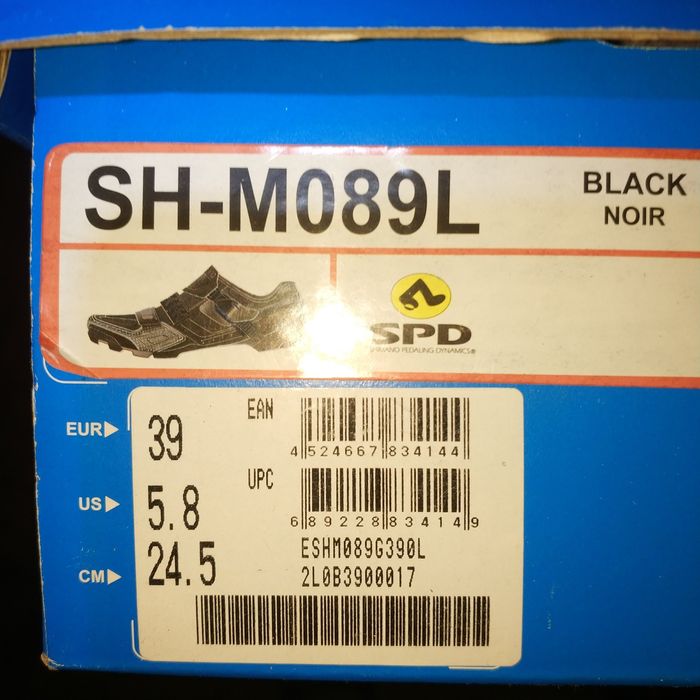 SH-M089L
BLACK
NOIR
SPD
SHIMANO PEDALING DYNAMICS®
EUR▶ 39
EAN
4 524667 834144
US▶ 5.8
UPC
6 89228 83414 9
CM▶ 24.5
ESHM089G390L
2L0B3900017